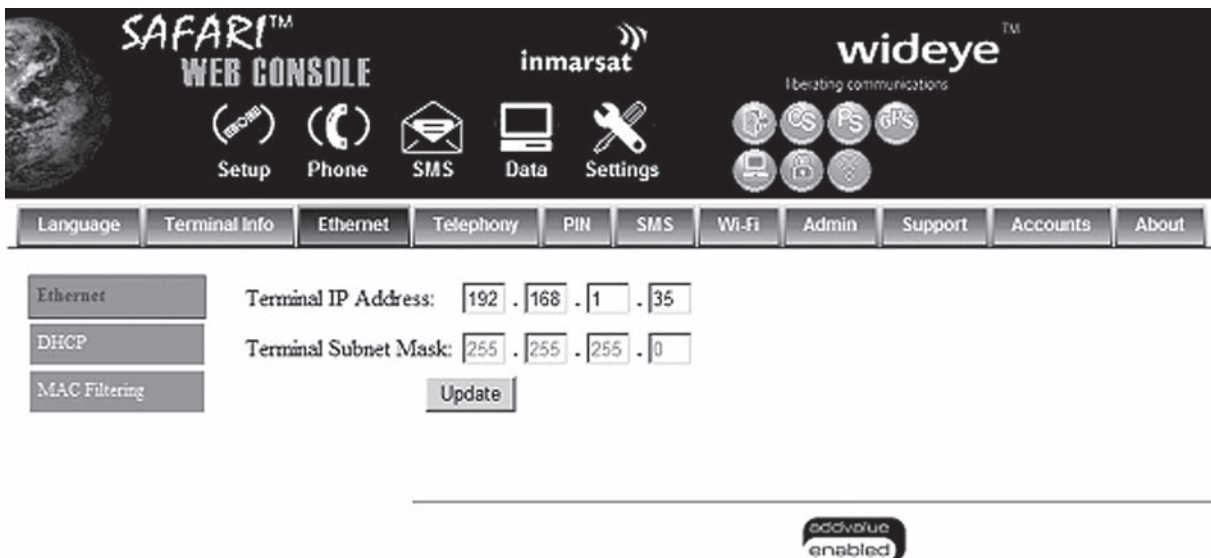 SAFARI™
WEB CONSOLE
inmarsat
wideye™
liberating communications
Setup Phone SMS Data Settings
CS PS GPS
Language Terminal Info Ethernet Telephony PIN SMS Wi-Fi Admin Support Accounts About
Ethernet
DHCP
MAC Filtering
Terminal IP Address: 192 . 168 . 1 . 35
Terminal Subnet Mask: 255 . 255 . 255 . 0
Update
addvalue
enabled